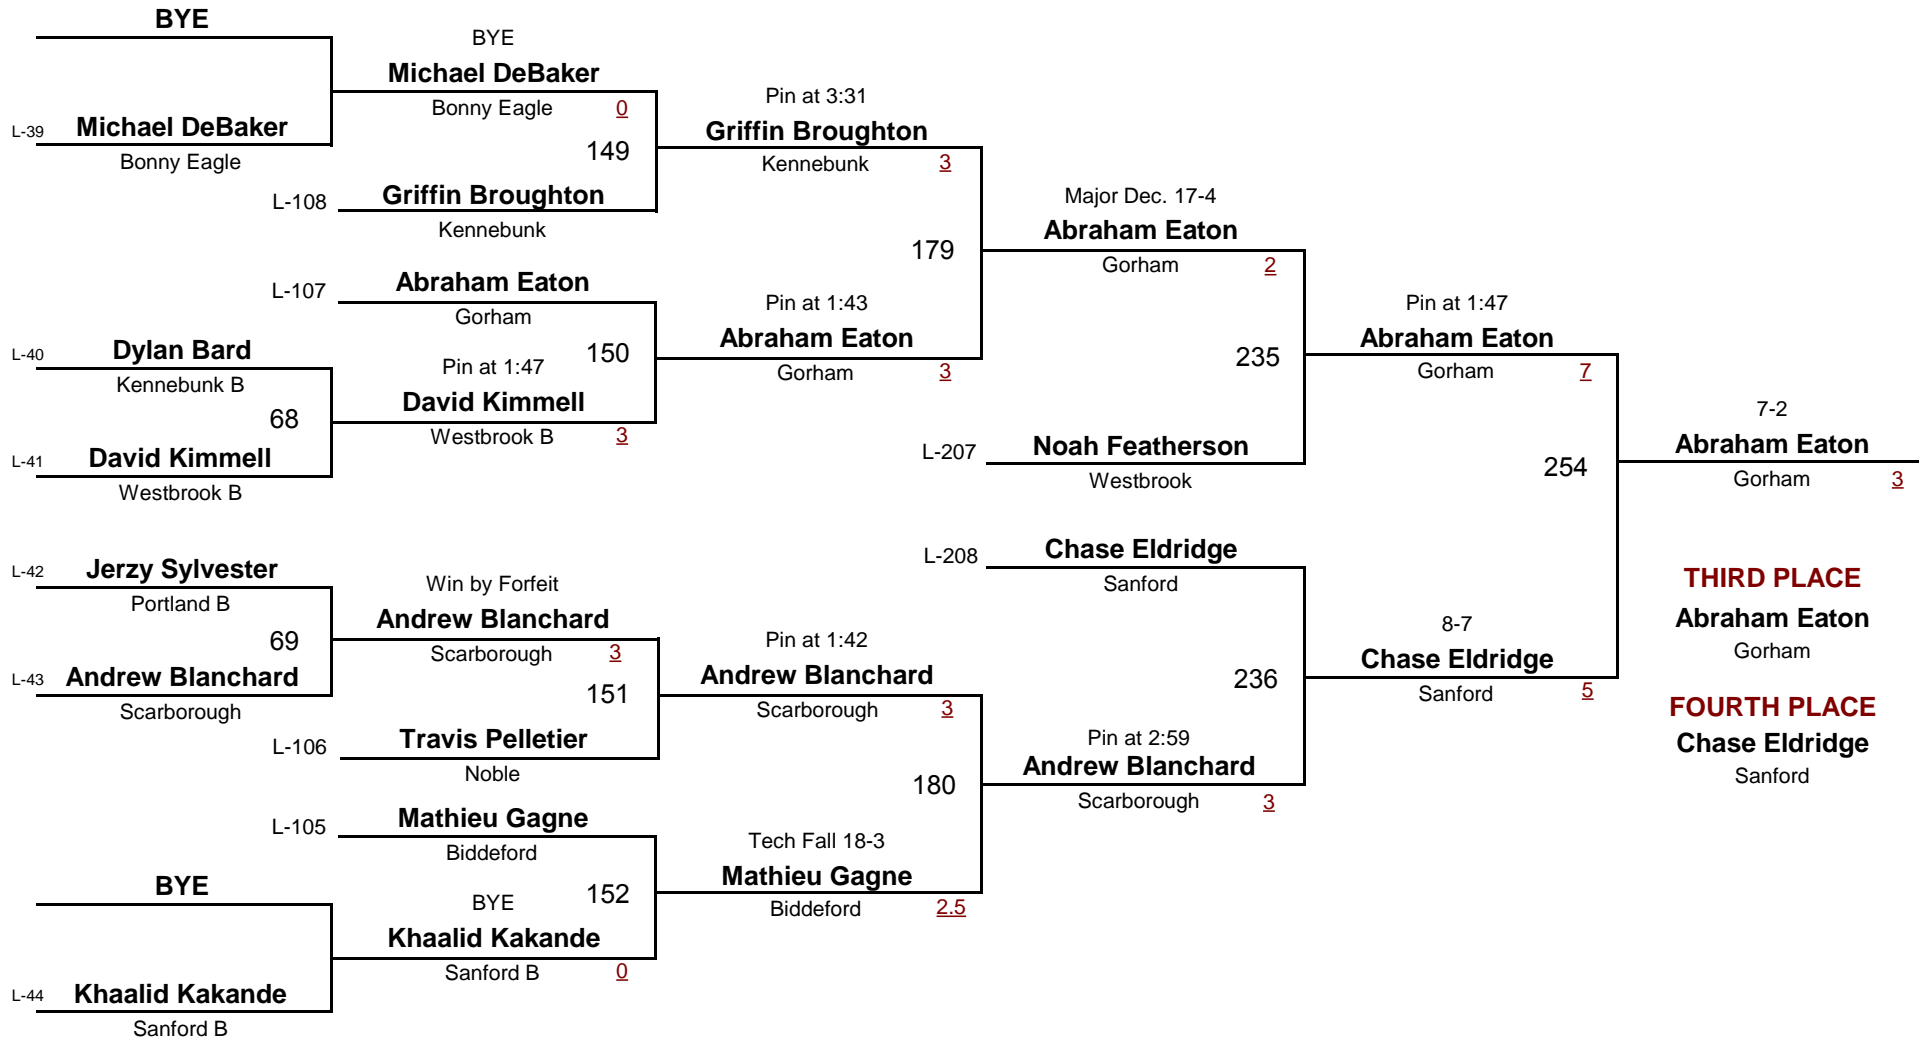 BYE
L-39 Michael DeBaker
Bonny Eagle
L-40 Dylan Bard
Kennebunk B
68
L-41 David Kimmell
Westbrook B
L-42 Jerzy Sylvester
Portland B
69
L-43 Andrew Blanchard
Scarborough
BYE
L-44 Khaalid Kakande
Sanford B
BYE
Michael DeBaker
Bonny Eagle 0
149
L-108 Griffin Broughton
Kennebunk
L-107 Abraham Eaton
Gorham
150
Pin at 1:47
David Kimmell
Westbrook B 3
Win by Forfeit
Andrew Blanchard
Scarborough 3
151
L-106 Travis Pelletier
Noble
L-105 Mathieu Gagne
Biddeford
152
BYE
Khaalid Kakande
Sanford B 0
Pin at 3:31
Griffin Broughton
Kennebunk 3
179
Pin at 1:43
Abraham Eaton
Gorham 3
Pin at 1:42
Andrew Blanchard
Scarborough 3
180
Tech Fall 18-3
Mathieu Gagne
Biddeford 2.5
Major Dec. 17-4
Abraham Eaton
Gorham 2
235
L-207 Noah Featherson
Westbrook
L-208 Chase Eldridge
Sanford
236
Pin at 2:59
Andrew Blanchard
Scarborough 3
Pin at 1:47
Abraham Eaton
Gorham 7
254
8-7
Chase Eldridge
Sanford 5
7-2
Abraham Eaton
Gorham 3
THIRD PLACE
Abraham Eaton
Gorham
FOURTH PLACE
Chase Eldridge
Sanford